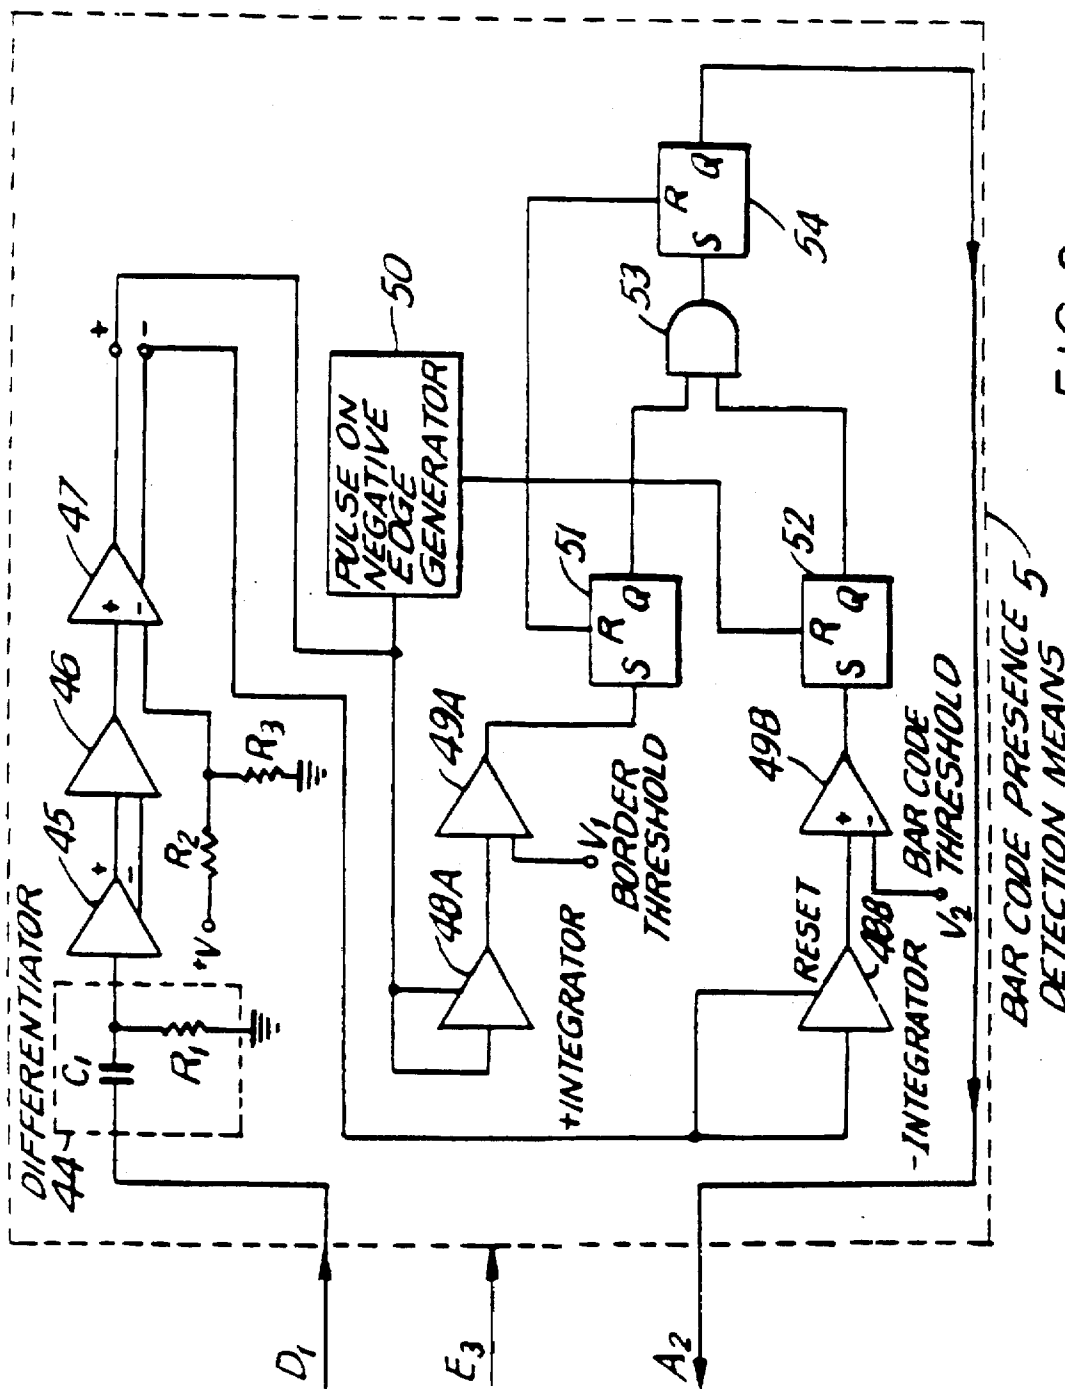 DIFFERENTIATOR
44
C1
R1
45
+
-
46
47
+
-
+
-
+V
R2
R3
PULSE ON
NEGATIVE
EDGE
GENERATOR
50
48A
49A
+INTEGRATOR
V1
BORDER
THRESHOLD
51
S
R
Q
RESET
48B
49B
+
-
-INTEGRATOR
V2
BAR CODE
THRESHOLD
52
S
R
Q
53
54
S
R
Q
D1
E3
A2
BAR CODE PRESENCE
DETECTION MEANS
5